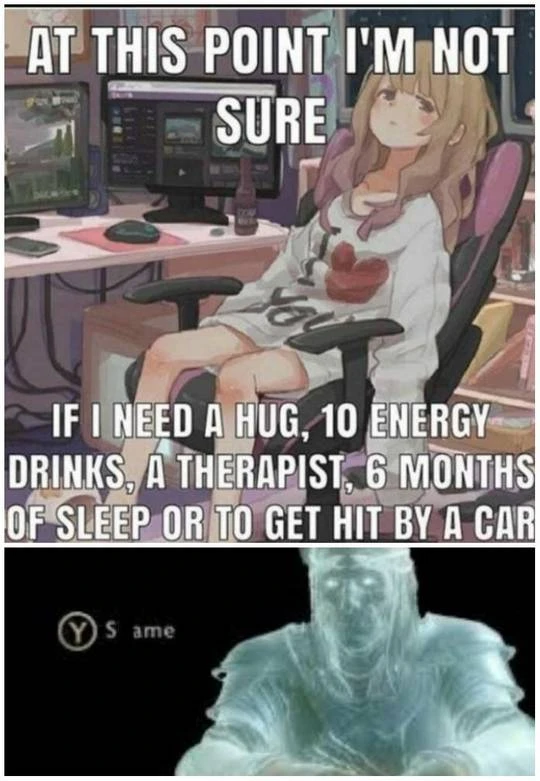 AT THIS POINT I'M NOT
SURE
IF I NEED A HUG, 10 ENERGY
DRINKS, A THERAPIST, 6 MONTHS
OF SLEEP OR TO GET HIT BY A CAR
Y S ame